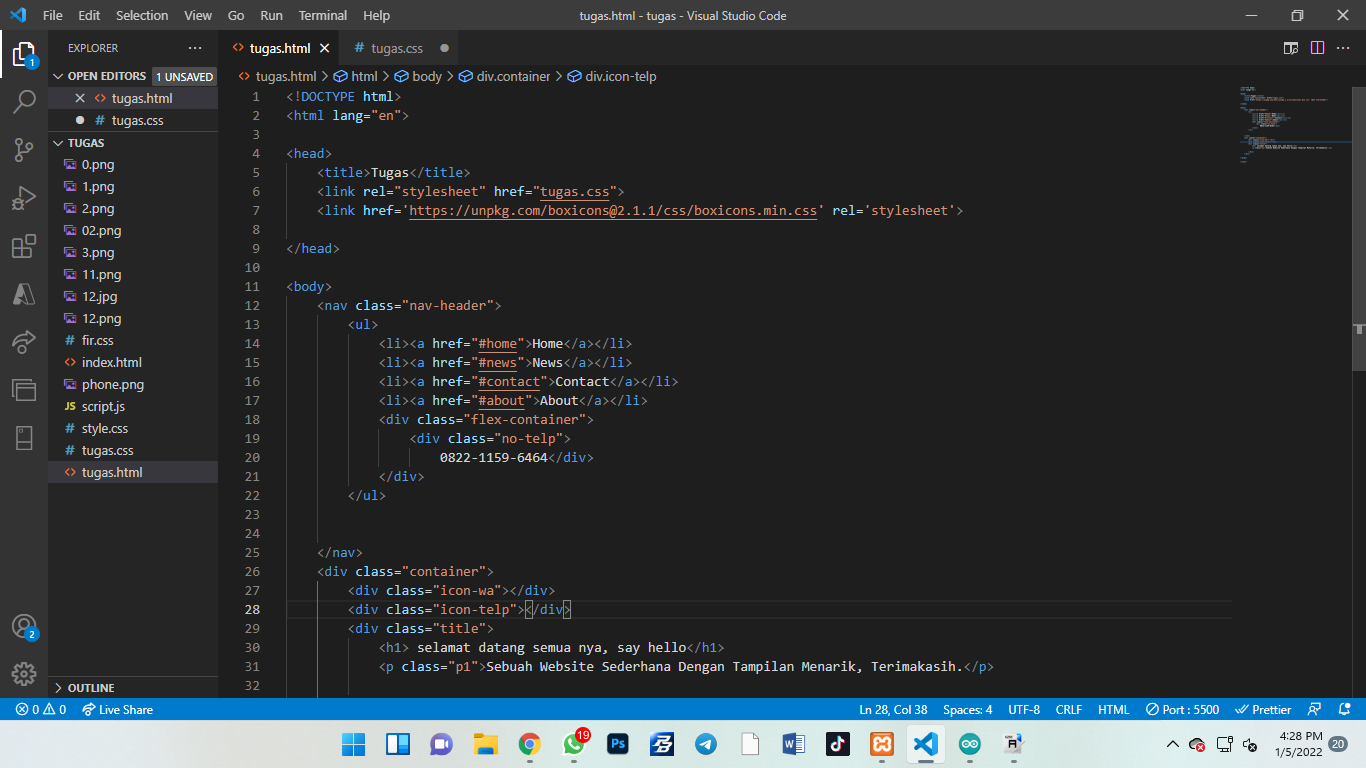 File Edit Selection View Go Run Terminal Help
tugas.html - tugas - Visual Studio Code
EXPLORER
tugas.html
tugas.css
OPEN EDITORS 1 UNSAVED
tugas.html
tugas.css
TUGAS
0.png
1.png
2.png
02.png
3.png
11.png
12.jpg
12.png
fir.css
index.html
phone.png
JS script.js
style.css
tugas.css
tugas.html
OUTLINE
1
2
tugas.html > html > body > div.container > div.icon-telp
1 <!DOCTYPE html>
2 <html lang="en">
3
4 <head>
5 <title>Tugas</title>
6 <link rel="stylesheet" href="tugas.css">
7 <link href='https://unpkg.com/boxicons@2.1.1/css/boxicons.min.css' rel='stylesheet'>
8
9 </head>
10
11 <body>
12 <nav class="nav-header">
13 <ul>
14 <li><a href="#home">Home</a></li>
15 <li><a href="#news">News</a></li>
16 <li><a href="#contact">Contact</a></li>
17 <li><a href="#about">About</a></li>
18 <div class="flex-container">
19 <div class="no-telp">
20 0822-1159-6464</div>
21 </div>
22 </ul>
23
24
25 </nav>
26 <div class="container">
27 <div class="icon-wa"></div>
28 <div class="icon-telp"></div>
29 <div class="title">
30 <h1> selamat datang semua nya, say hello</h1>
31 <p class="p1">Sebuah Website Sederhana Dengan Tampilan Menarik, Terimakasih.</p>
32
0 0 Live Share
Ln 28, Col 38 Spaces: 4 UTF-8 CRLF HTML Port : 5500 Prettier
19
Ps
4:28 PM
1/5/2022
20